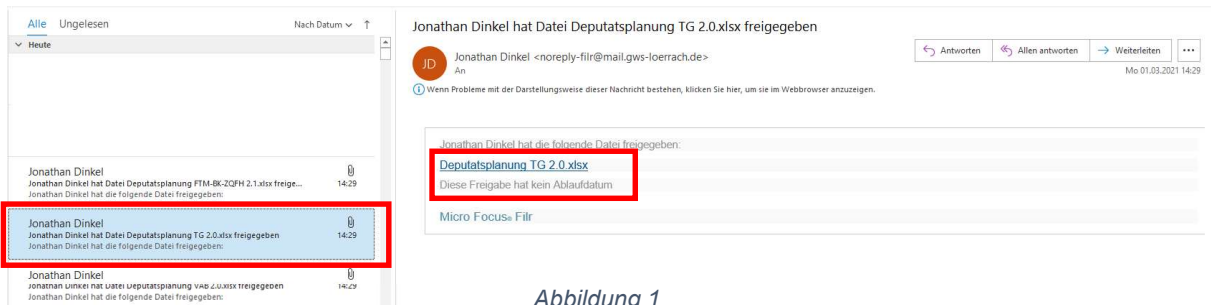 Alle Ungelesen Nach Datum ↑
Heute
Jonathan Dinkel
Jonathan Dinkel hat Datei Deputatsplanung FTM-BK-ZQFH 2.1.xlsx freige... 14:29
Jonathan Dinkel hat die folgende Datei freigegeben:
Jonathan Dinkel
Jonathan Dinkel hat Datei Deputatsplanung TG 2.0.xlsx freigegeben 14:29
Jonathan Dinkel hat die folgende Datei freigegeben:
Jonathan Dinkel
Jonathan Dinkel hat Datei Deputatsplanung VAB 2.0.xlsx freigegeben 14:29
Jonathan Dinkel hat die folgende Datei freigegeben:
Jonathan Dinkel hat Datei Deputatsplanung TG 2.0.xlsx freigegeben
JD
Jonathan Dinkel <noreply-filr@mail.gws-loerrach.de>
An
Antworten Allen antworten Weiterleiten ...
Mo 01.03.2021 14:29
Wenn Probleme mit der Darstellungsweise dieser Nachricht bestehen, klicken Sie hier, um sie im Webbrowser anzuzeigen.
Jonathan Dinkel hat die folgende Datei freigegeben:
Deputatsplanung TG 2.0.xlsx
Diese Freigabe hat kein Ablaufdatum
Micro Focus® Filr
Abbildung 1